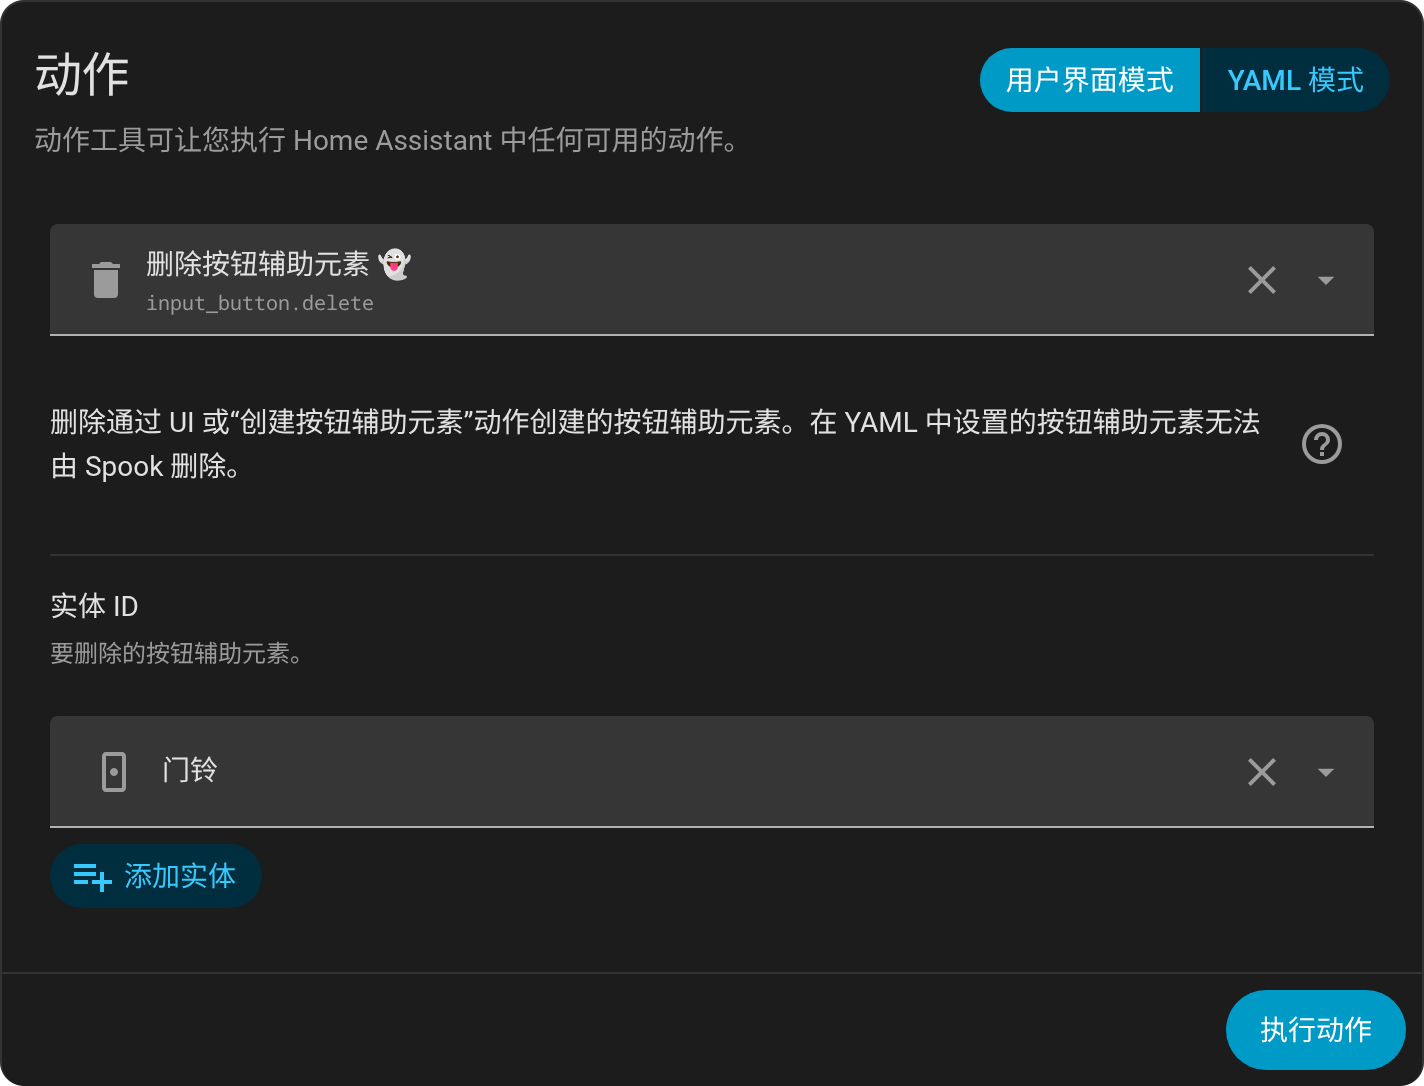 动作
用户界面模式
YAML 模式
动作工具可让您执行 Home Assistant 中任何可用的动作。
删除按钮辅助元素 👻
input_button.delete
删除通过 UI 或“创建按钮辅助元素”动作创建的按钮辅助元素。在 YAML 中设置的按钮辅助元素无法
由 Spook 删除。
实体 ID
要删除的按钮辅助元素。
门铃
添加实体
执行动作